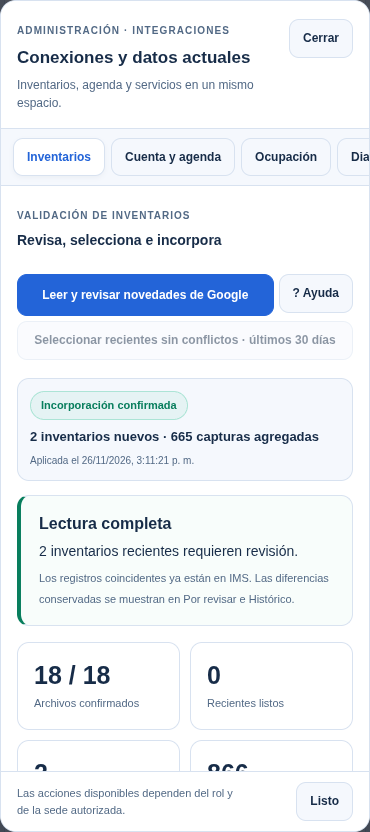 ADMINISTRACIÓN · INTEGRACIONES
Conexiones y datos actuales
Inventarios, agenda y servicios en un mismo
espacio.
Cerrar
Inventarios
Cuenta y agenda
Ocupación
VALIDACIÓN DE INVENTARIOS
Revisa, selecciona e incorpora
Leer y revisar novedades de Google
? Ayuda
Seleccionar recientes sin conflictos · últimos 30 días
Incorporación confirmada
2 inventarios nuevos · 665 capturas agregadas
Aplicada el 26/11/2026, 3:11:21 p. m.
Lectura completa
2 inventarios recientes requieren revisión.
Los registros coincidentes ya están en IMS. Las diferencias
conservadas se muestran en Por revisar e Histórico.
18 / 18
Archivos confirmados
0
Recientes listos
Las acciones disponibles dependen del rol y
de la sede autorizada.
Listo